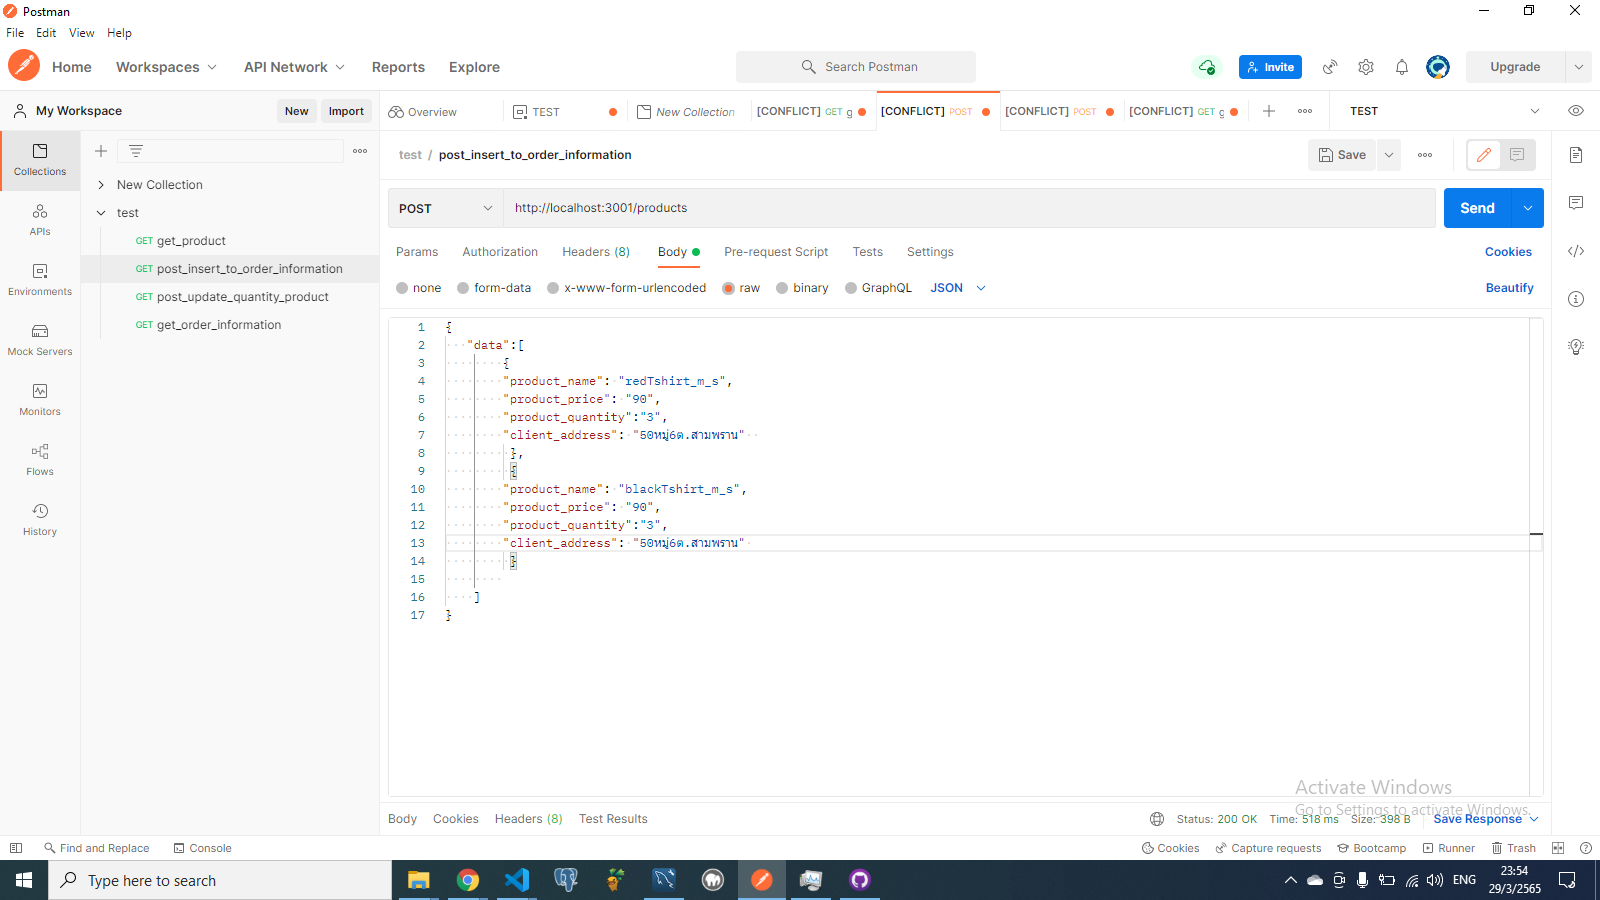 Postman
File Edit View Help
Home Workspaces API Network Reports Explore
Search Postman
Invite
Upgrade
My Workspace
New Import
Overview
TEST
New Collection
[CONFLICT] GET g
[CONFLICT] POST
[CONFLICT] POST
[CONFLICT] GET g
TEST
Collections
APIs
Environments
Mock Servers
Monitors
Flows
History
New Collection
test
GET get_product
GET post_insert_to_order_information
GET post_update_quantity_product
GET get_order_information
test / post_insert_to_order_information
Save
POST http://localhost:3001/products
Send
Params Authorization Headers (8) Body Pre-request Script Tests Settings
Cookies
none form-data x-www-form-urlencoded raw binary GraphQL JSON
Beautify
1 {
2 "data":[
3 {
4 "product_name": "redTshirt_m_s",
5 "product_price": "90",
6 "product_quantity":"3",
7 "client_address": "50หมู่6ต.สามพราน"
8 },
9 {
10 "product_name": "blackTshirt_m_s",
11 "product_price": "90",
12 "product_quantity":"3",
13 "client_address": "50หมู่6ต.สามพราน"
14 }
15
16 ]
17 }
Activate Windows
Go to Settings to activate Windows.
Body Cookies Headers (8) Test Results
Status: 200 OK Time: 518 ms Size: 398 B Save Response
Find and Replace Console
Cookies Capture requests Bootcamp Runner Trash
Type here to search
ENG
23:54
29/3/2565